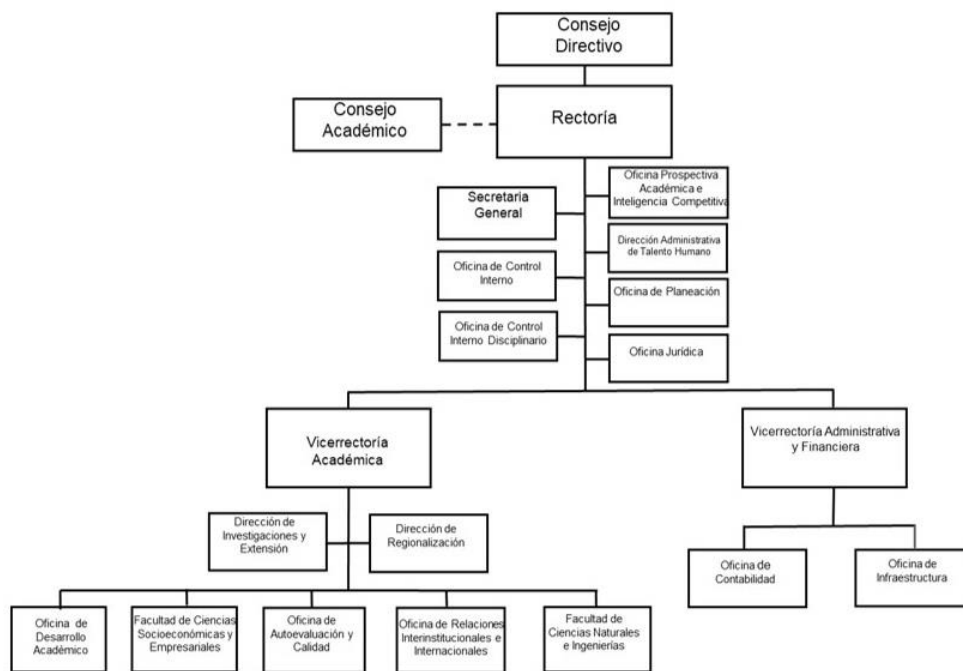 Consejo
Directivo
Consejo
Académico
Rectoría
Secretaria
General
Oficina Prospectiva
Académica e
Inteligencia Competitiva
Dirección Administrativa
de Talento Humano
Oficina de Control
Interno
Oficina de Planeación
Oficina de Control
Interno Disciplinario
Oficina Jurídica
Vicerrectoría
Académica
Vicerrectoría Administrativa
y Financiera
Dirección de
Investigaciones y
Extensión
Dirección de
Regionalización
Oficina de
Contabilidad
Oficina de
Infraestructura
Oficina de
Desarrollo
Académico
Facultad de Ciencias
Socioeconómicas y
Empresariales
Oficina de
Autoevaluación y
Calidad
Oficina de Relaciones
Interinstitucionales e
Internacionales
Facultad de
Ciencias Naturales
e Ingenierías